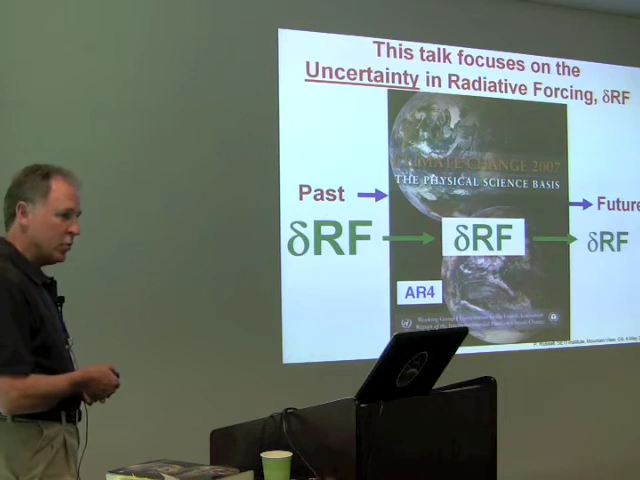 This talk focuses on the
Uncertainty in Radiative Forcing, δRF
CLIMATE CHANGE 2007
THE PHYSICAL SCIENCE BASIS
Past
Future
δRF
δRF
δRF
AR4